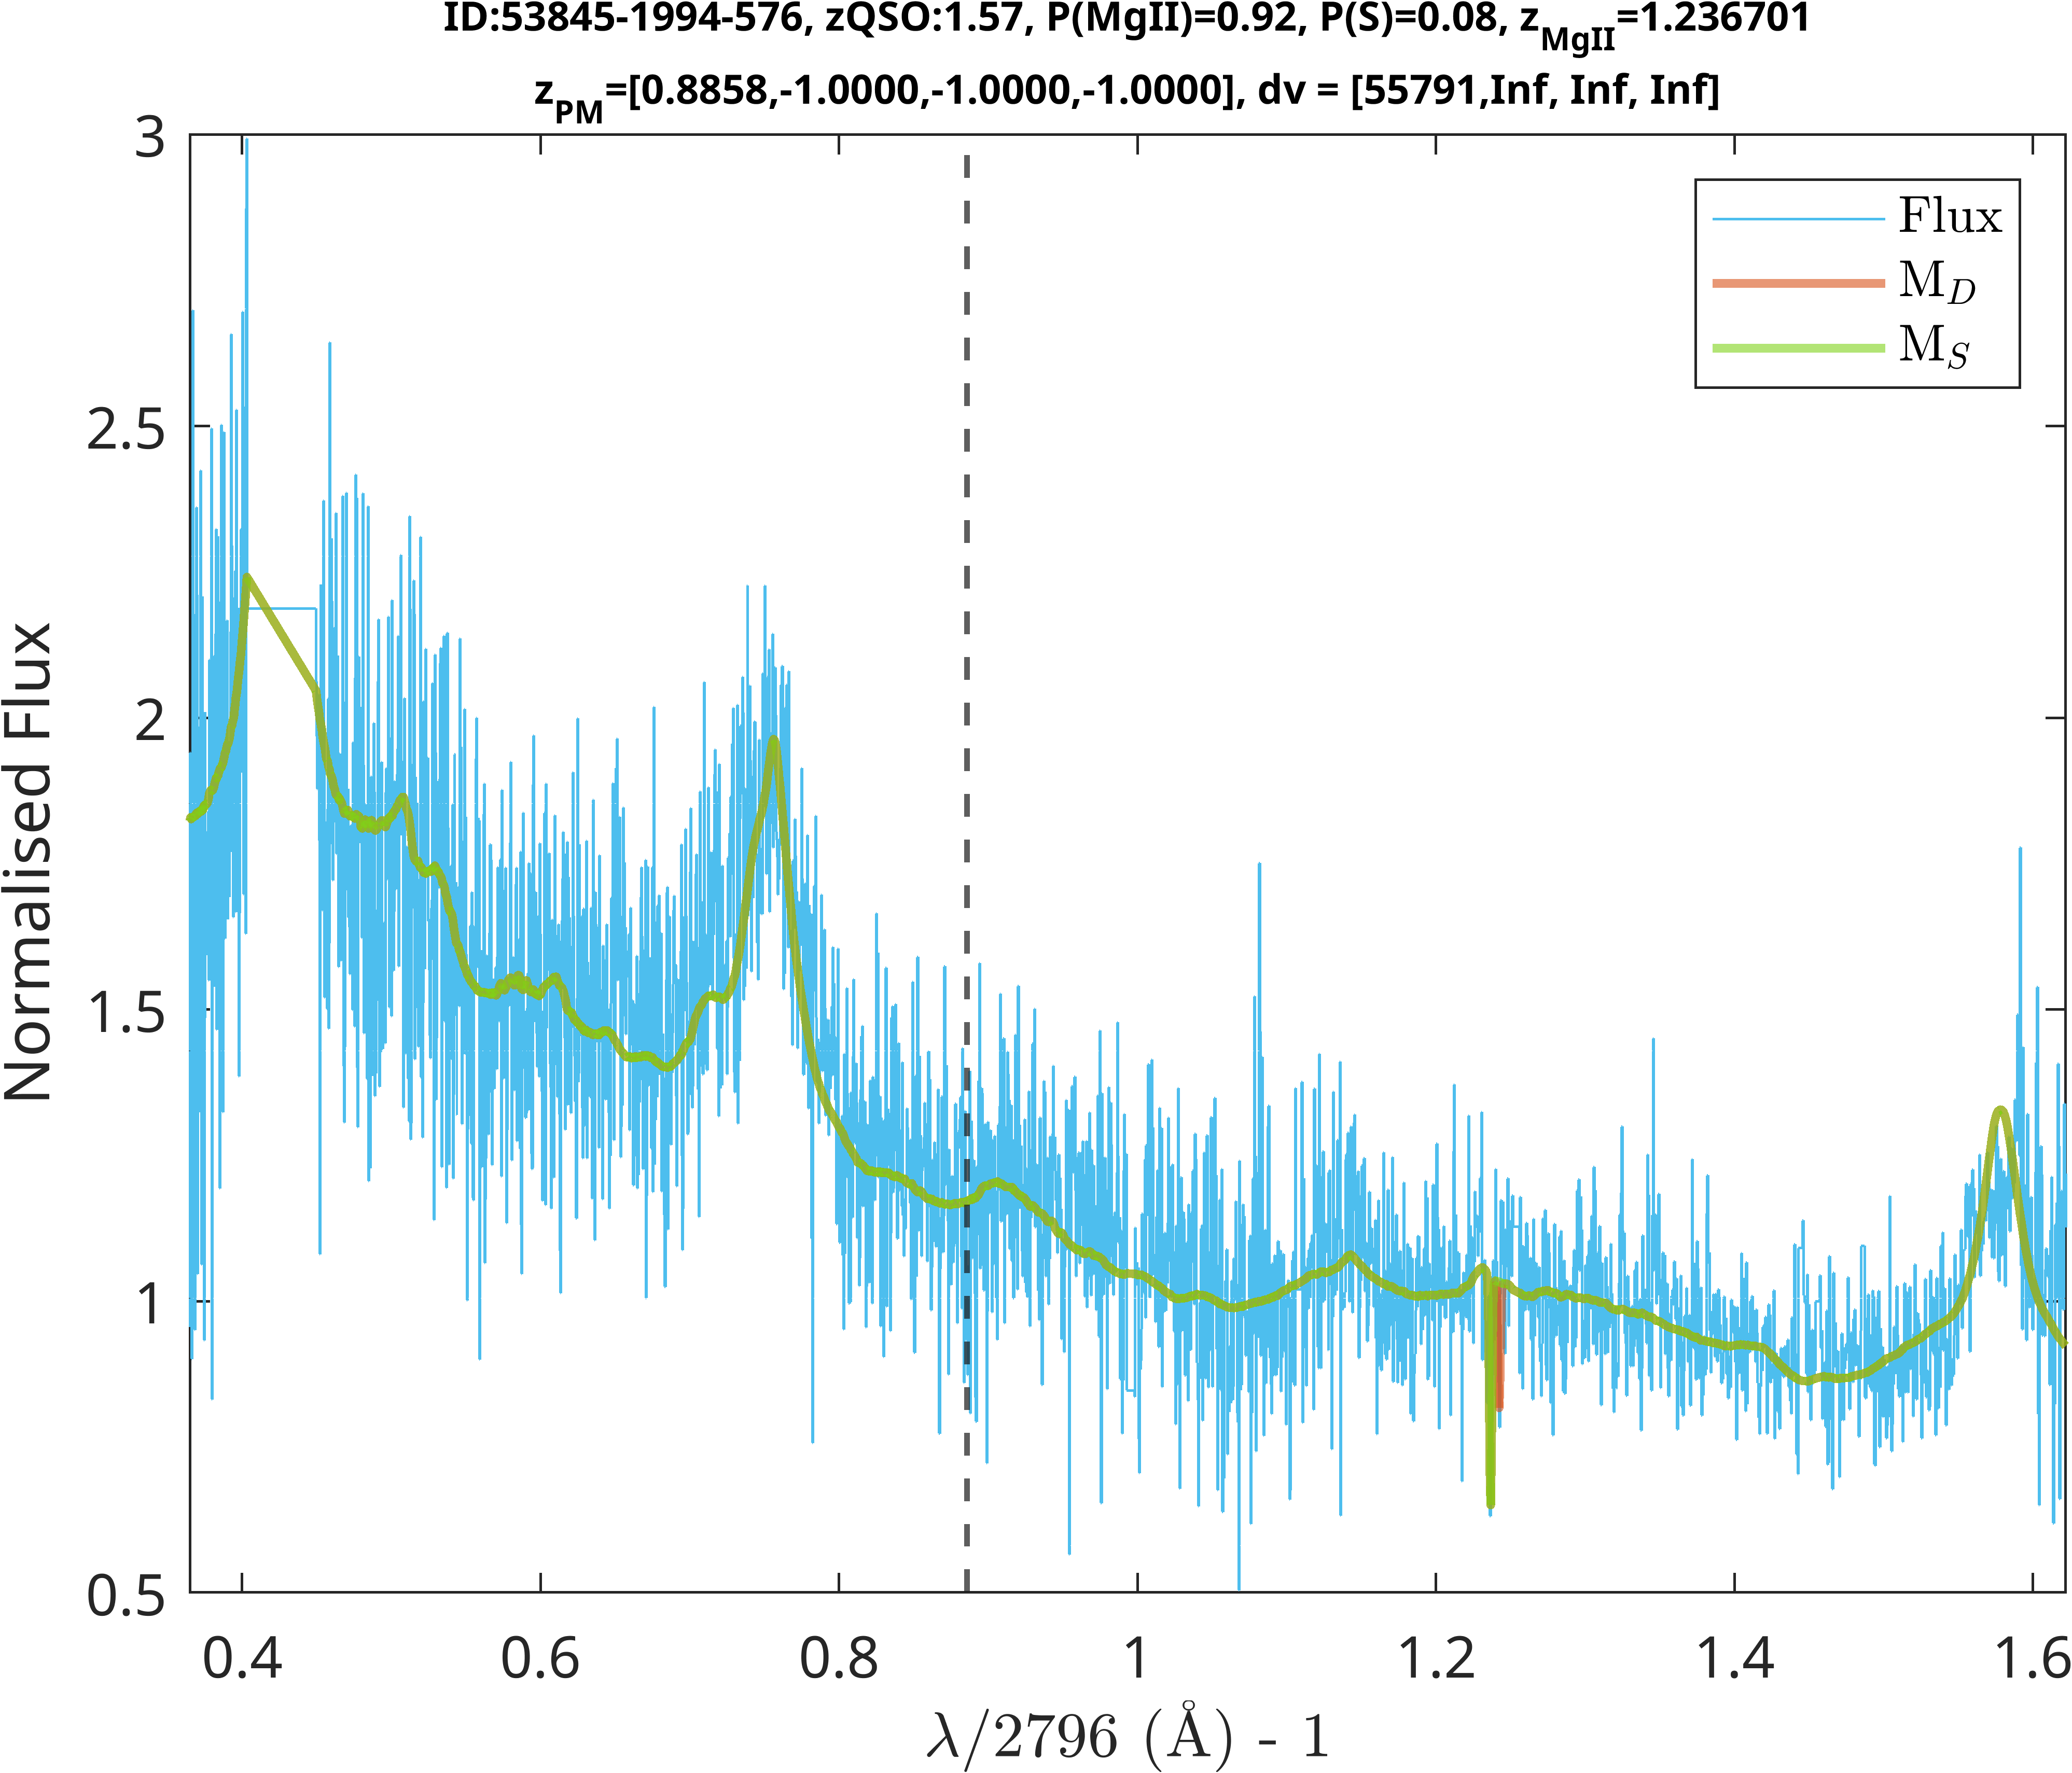 ID:53845-1994-576, zQSO:1.57, P(MgII)=0.92, P(S)=0.08, zMgII=1.236701
zPM=[0.8858,-1.0000,-1.0000,-1.0000], dv = [55791,Inf, Inf, Inf]
3
2.5
2
1.5
1
0.5
Normalised Flux
Flux
MD
MS
0.4 0.6 0.8 1 1.2 1.4 1.6
λ/2796 (Å) - 1